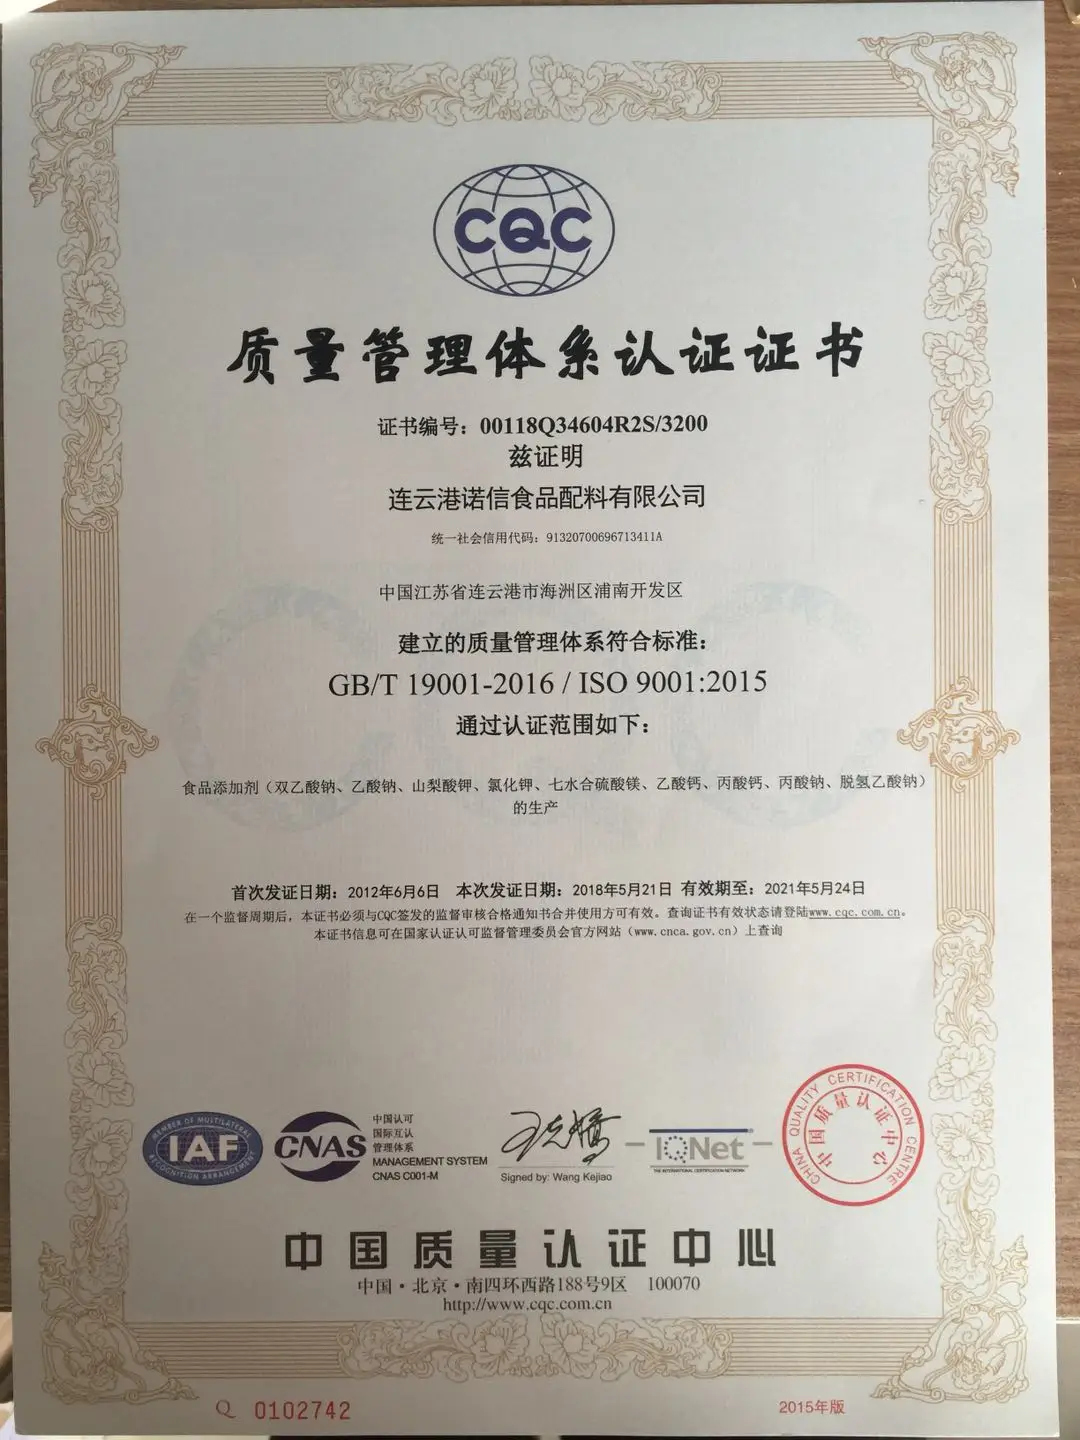 CQC
质量管理体系认证证书
证书编号：00118Q34604R2S/3200
兹证明
连云港诺信食品配料有限公司
统一社会信用代码：91320700696713411A
中国江苏省连云港市海洲区浦南开发区
建立的质量管理体系符合标准：
GB/T 19001-2016 / ISO 9001:2015
通过认证范围如下：
食品添加剂（双乙酸钠、乙酸钠、山梨酸钾、氯化钾、七水合硫酸镁、乙酸钙、丙酸钙、丙酸钠、脱氢乙酸钠）
的生产
首次发证日期：2012年6月6日 本次发证日期：2018年5月21日 有效期至：2021年5月24日
在一个监督周期后，本证书必须与CQC签发的监督审核合格通知书合并使用方可有效。查询证书有效状态请登陆www.cqc.com.cn。
本证书信息可在国家认证认可监督管理委员会官方网站（www.cnca.gov.cn）上查询
MEMBER OF MULTILATERAL
IAF
RECOGNITION ARRANGEMENT
CNAS
中国认可
国际互认
管理体系
MANAGEMENT SYSTEM
CNAS C001-M
Signed by: Wang Kejiao
IQNet
THE INTERNATIONAL CERTIFICATION NETWORK
CHINA QUALITY CERTIFICATION CENTRE
中国质量认证中心
中国质量认证中心
中国·北京·南四环西路188号9区 100070
http://www.cqc.com.cn
Q 0102742
2015年版